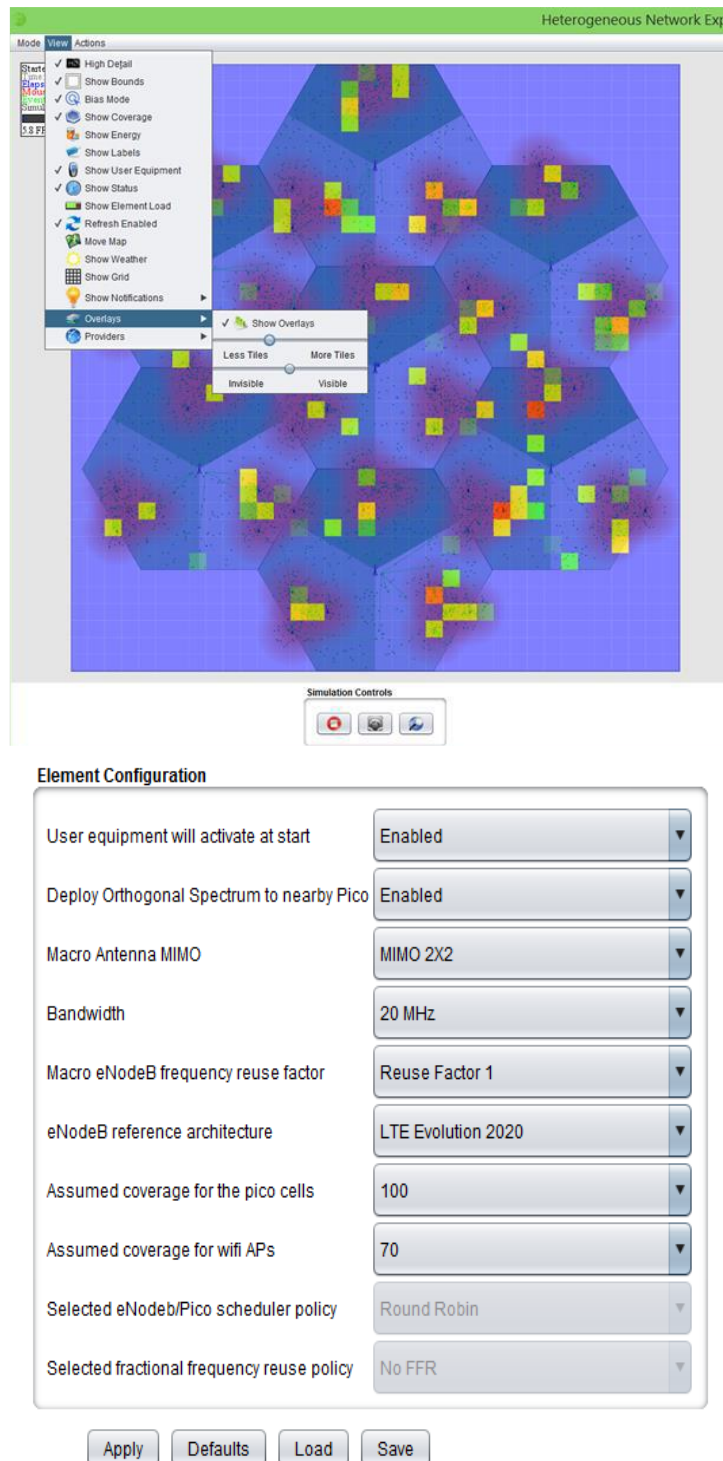 Heterogeneous Network Exp
Mode View Actions
High Detail
Show Bounds
Bias Mode
Show Coverage
Show Energy
Show Labels
Show User Equipment
Show Status
Show Element Load
Refresh Enabled
Move Map
Show Weather
Show Grid
Show Notifications
Overlays
Providers
Show Overlays
Less Tiles More Tiles
Invisible Visible
Simulation Controls
Element Configuration
User equipment will activate at start Enabled
Deploy Orthogonal Spectrum to nearby Pico Enabled
Macro Antenna MIMO MIMO 2X2
Bandwidth 20 MHz
Macro eNodeB frequency reuse factor Reuse Factor 1
eNodeB reference architecture LTE Evolution 2020
Assumed coverage for the pico cells 100
Assumed coverage for wifi APs 70
Selected eNodeb/Pico scheduler policy Round Robin
Selected fractional frequency reuse policy No FFR
Apply Defaults Load Save